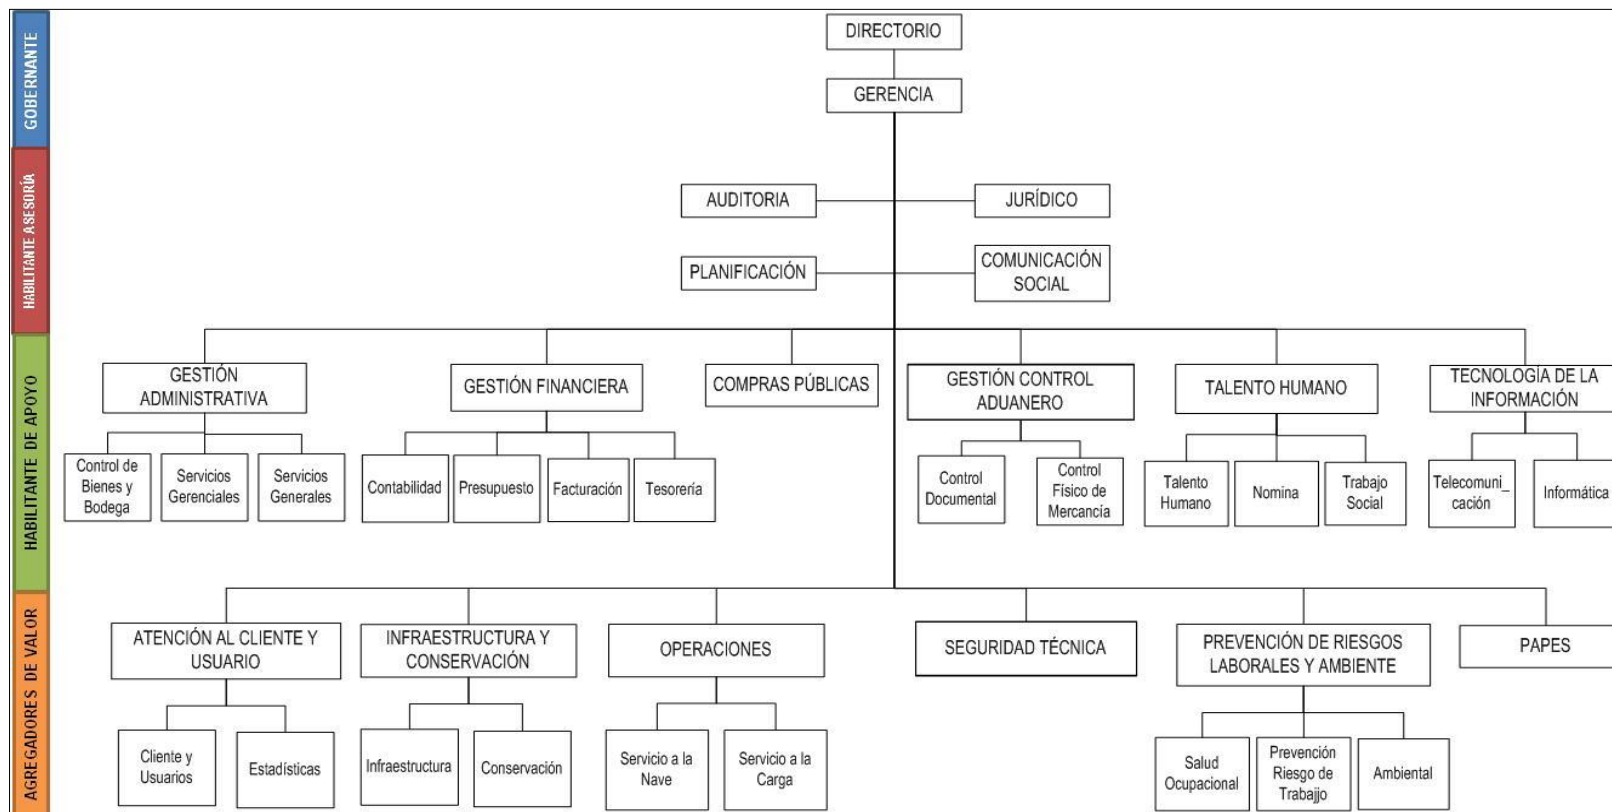 GOBERNANTE
DIRECTORIO
GERENCIA
HABILITANTE ASESORÍA
AUDITORIA
JURÍDICO
PLANIFICACIÓN
COMUNICACIÓN
SOCIAL
HABILITANTE DE APOYO
GESTIÓN
ADMINISTRATIVA
GESTIÓN FINANCIERA
COMPRAS PÚBLICAS
GESTIÓN CONTROL
ADUANERO
TALENTO HUMANO
TECNOLOGÍA DE LA
INFORMACIÓN
Control de
Bienes y
Bodega
Servicios
Gerenciales
Servicios
Generales
Contabilidad
Presupuesto
Facturación
Tesorería
Control
Documental
Control
Físico de
Mercancía
Talento
Humano
Nomina
Trabajo
Social
Telecomuni_
cación
Informática
AGREGADORES DE VALOR
ATENCIÓN AL CLIENTE Y
USUARIO
INFRAESTRUCTURA Y
CONSERVACIÓN
OPERACIONES
SEGURIDAD TÉCNICA
PREVENCIÓN DE RIESGOS
LABORALES Y AMBIENTE
PAPES
Cliente y
Usuarios
Estadísticas
Infraestructura
Conservación
Servicio a la
Nave
Servicio a la
Carga
Salud
Ocupacional
Prevención
Riesgo de
Trabajjo
Ambiental